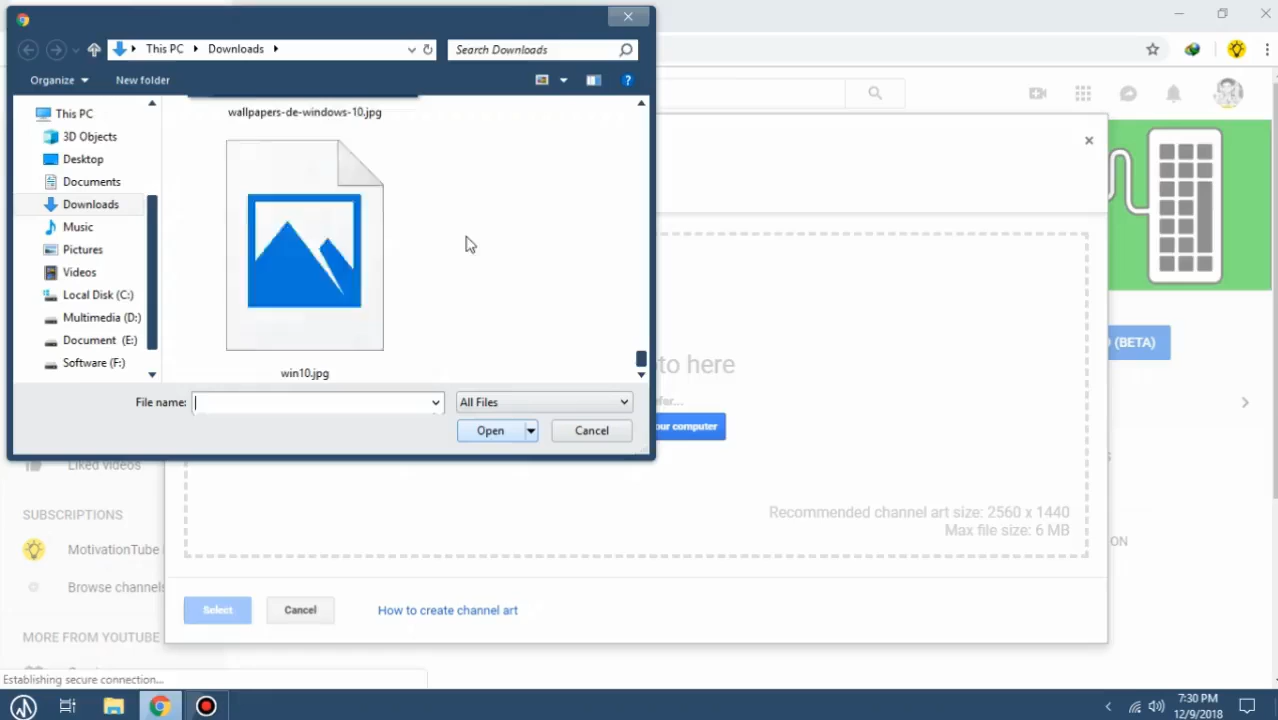 This PC
Downloads
Search Downloads
Organize
New folder
This PC
3D Objects
Desktop
Documents
Downloads
Music
Pictures
Videos
Local Disk (C:)
Multimedia (D:)
Document (E:)
Software (F:)
wallpapers-de-windows-10.jpg
win10.jpg
File name:
All Files
Open
Cancel
(BETA)
to here
our computer
Recommended channel art size: 2560 x 1440
Max file size: 6 MB
ON
Liked videos
SUBSCRIPTIONS
MotivationTube
Browse channels
Select
Cancel
How to create channel art
MORE FROM YOUTUBE
Establishing secure connection...
7:30 PM
12/9/2018